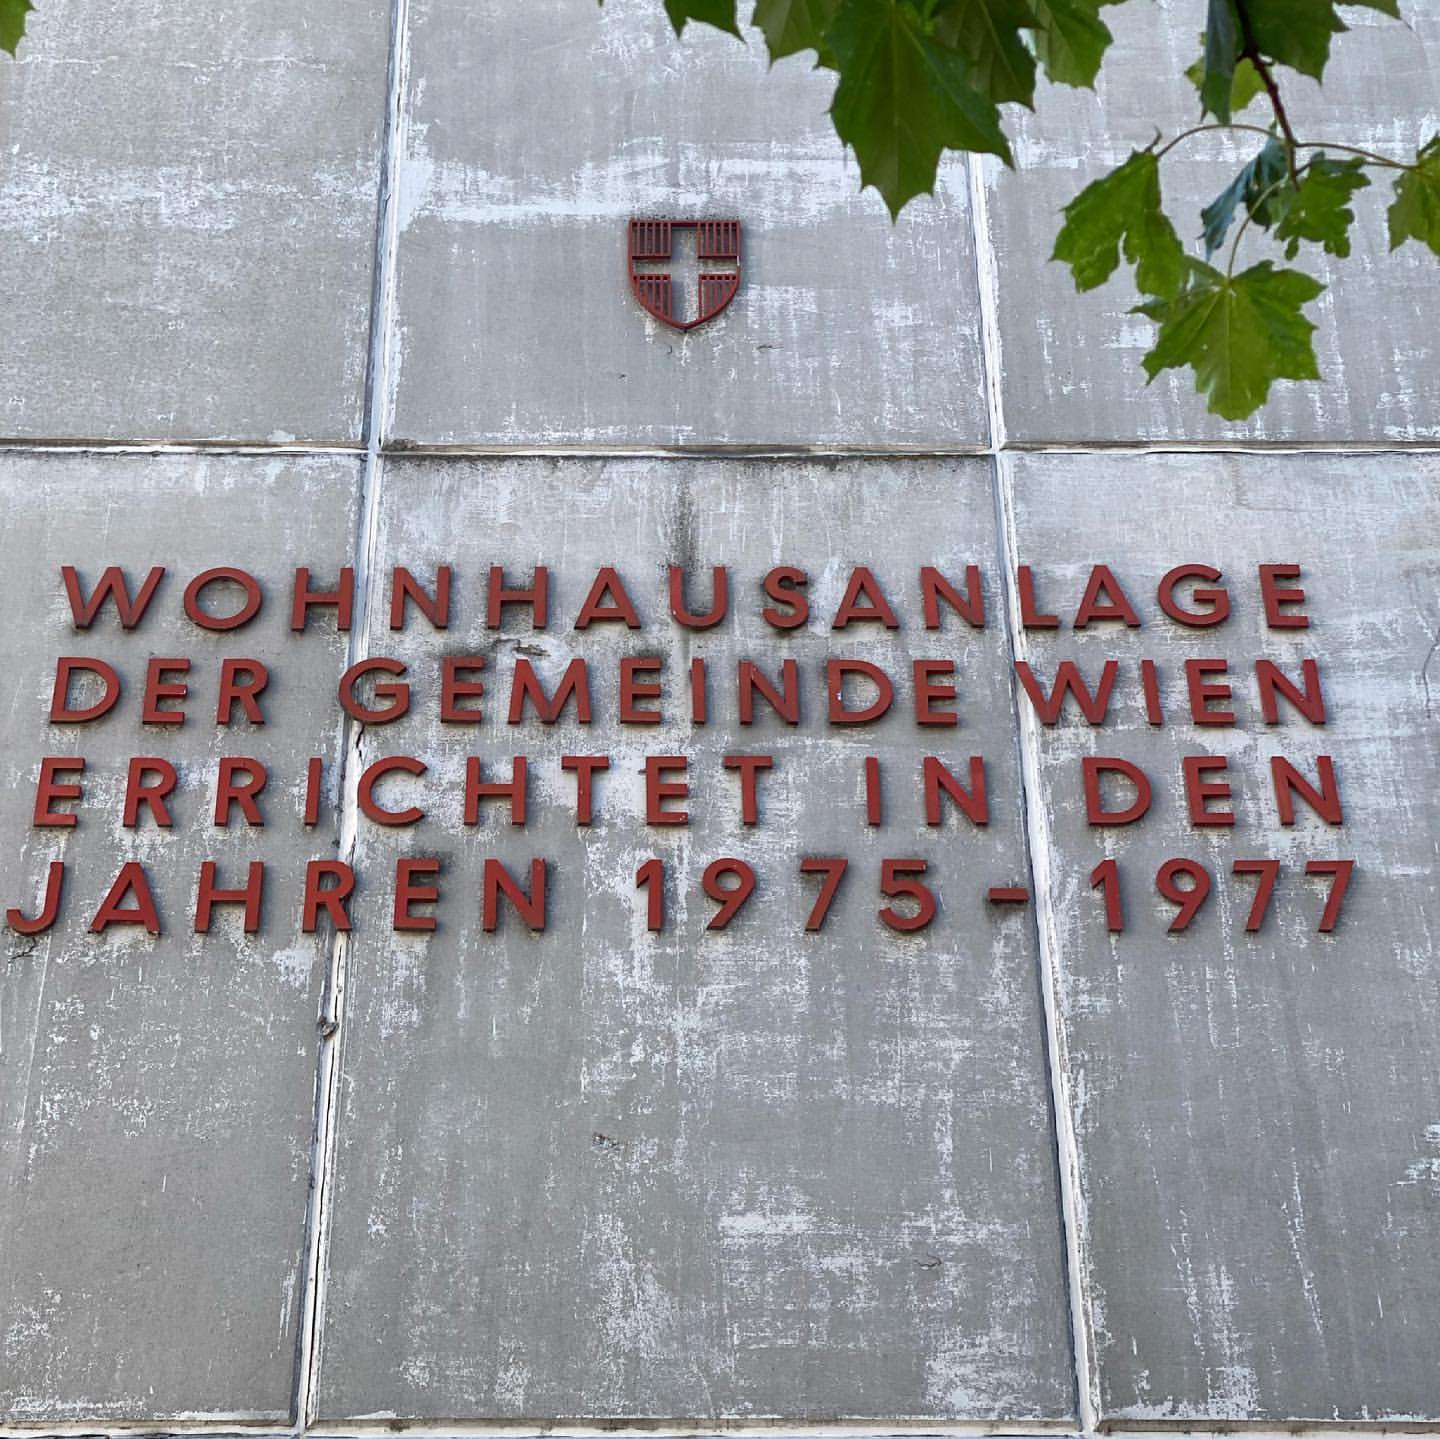 WOHNHAUSANLAGE
DER GEMEINDE WIEN
ERRICHTET IN DEN
JAHREN 1975 - 1977